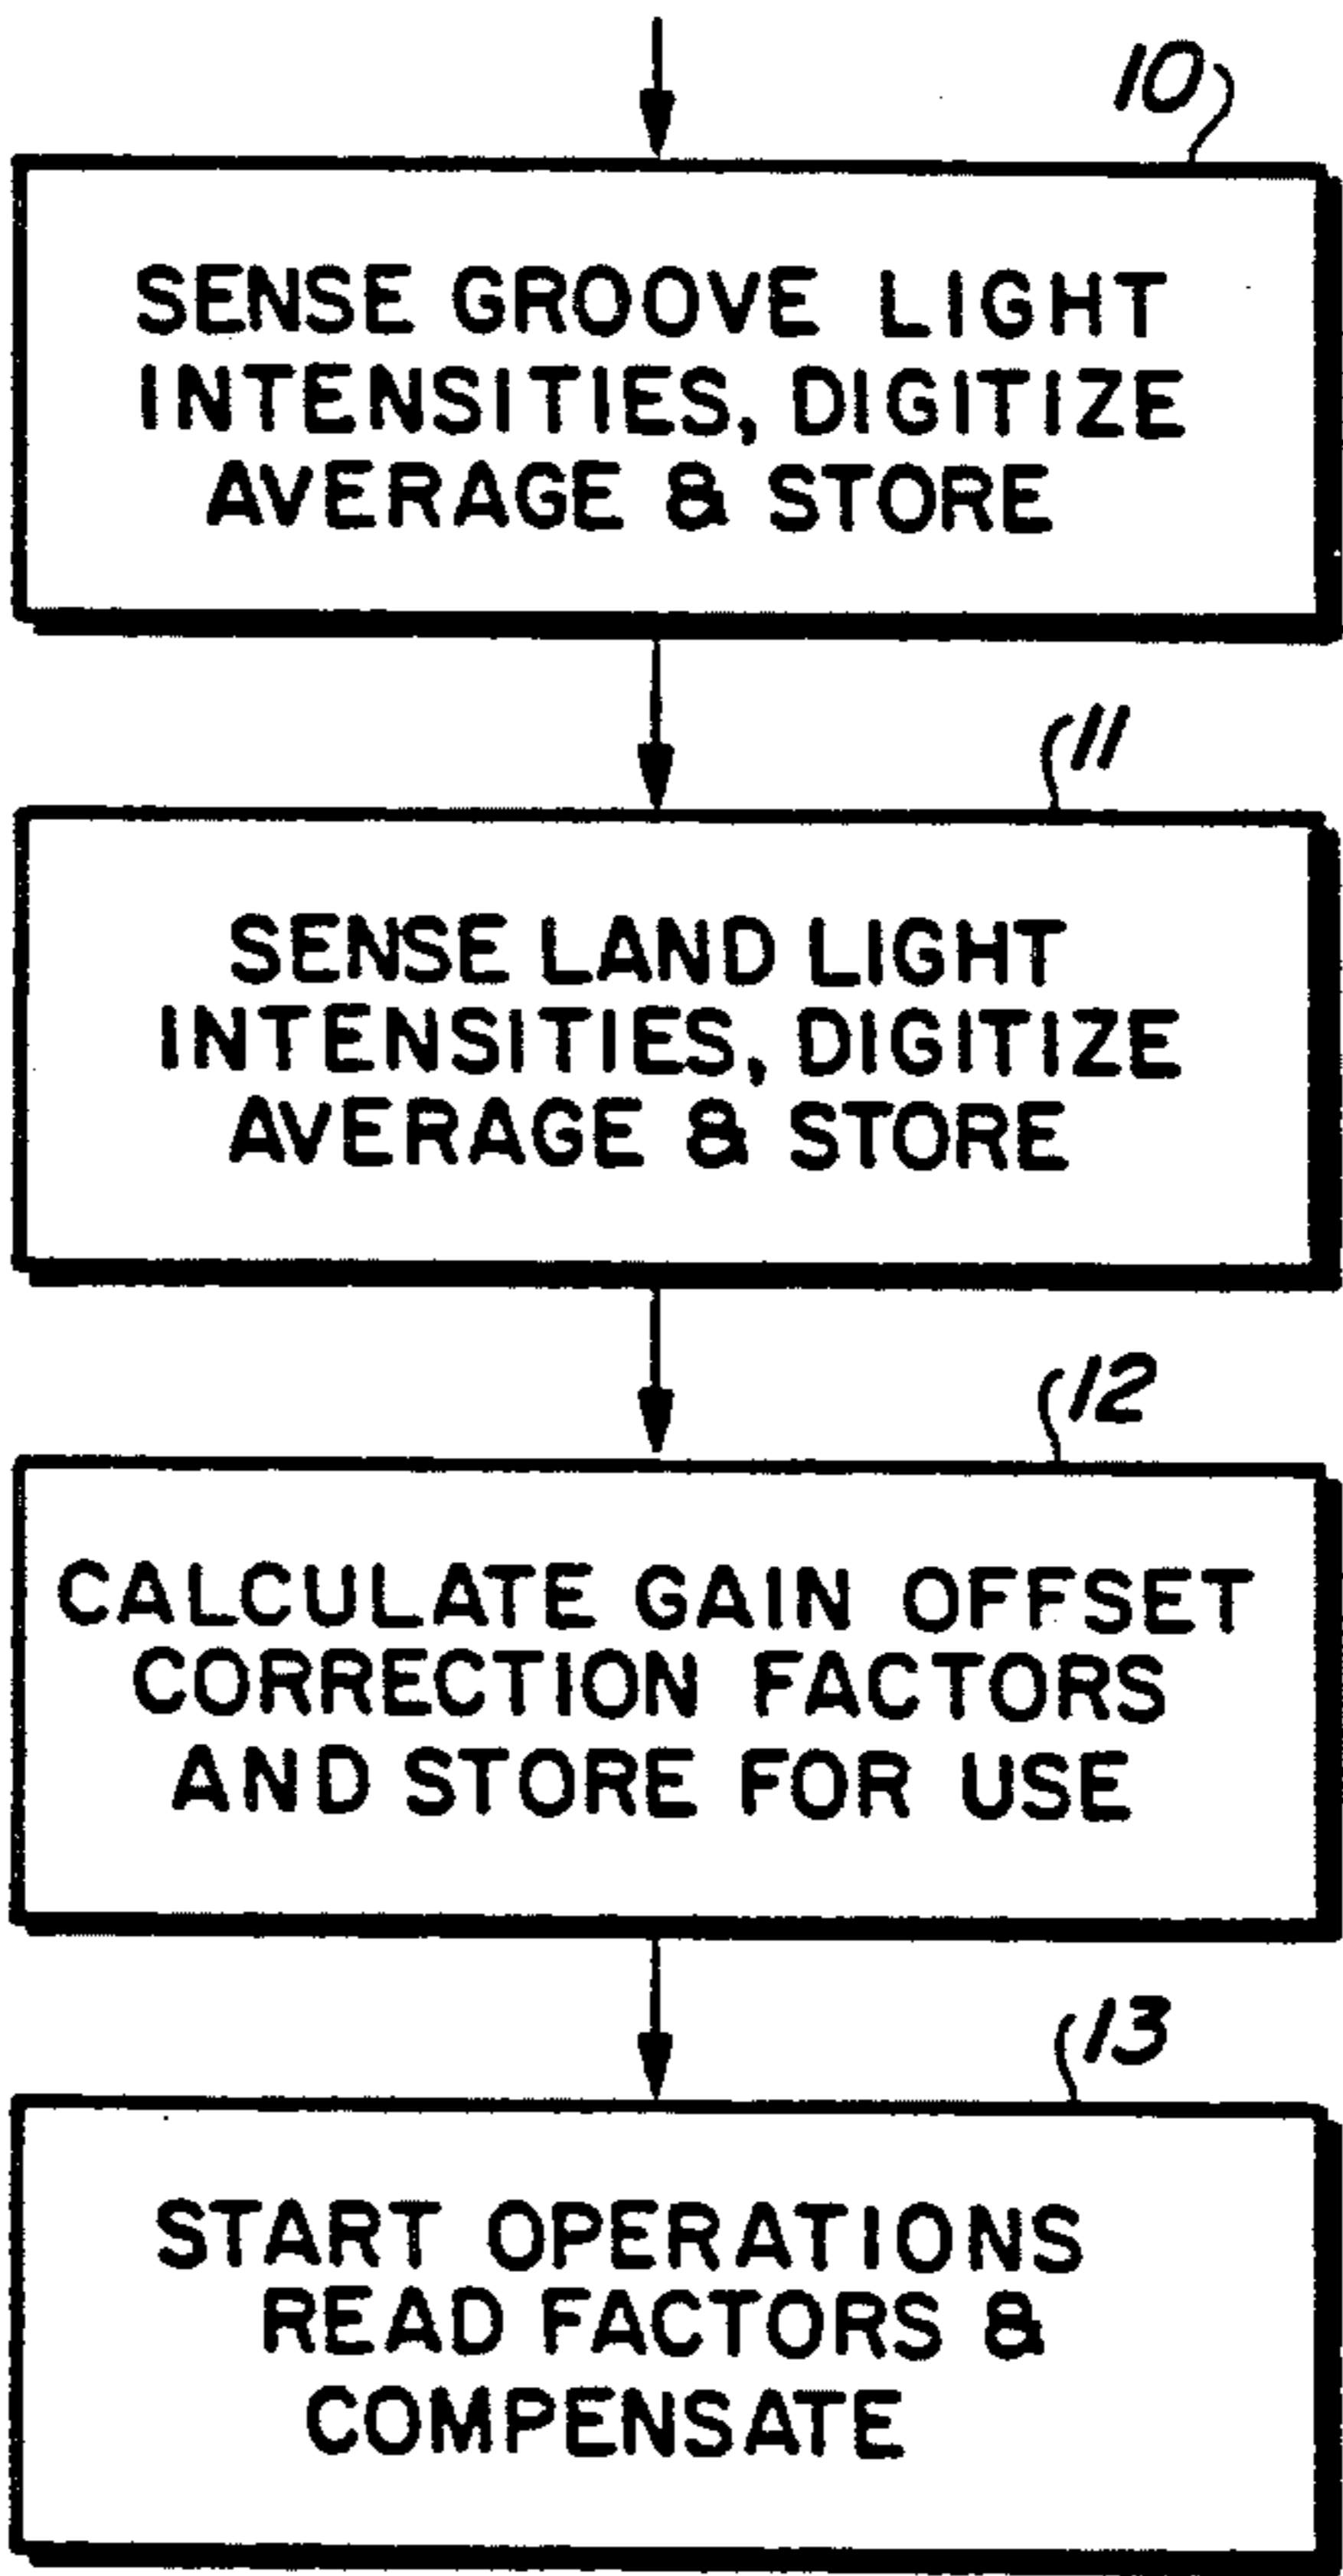 10
SENSE GROOVE LIGHT
INTENSITIES, DIGITIZE
AVERAGE & STORE
11
SENSE LAND LIGHT
INTENSITIES, DIGITIZE
AVERAGE & STORE
12
CALCULATE GAIN OFFSET
CORRECTION FACTORS
AND STORE FOR USE
13
START OPERATIONS
READ FACTORS &
COMPENSATE